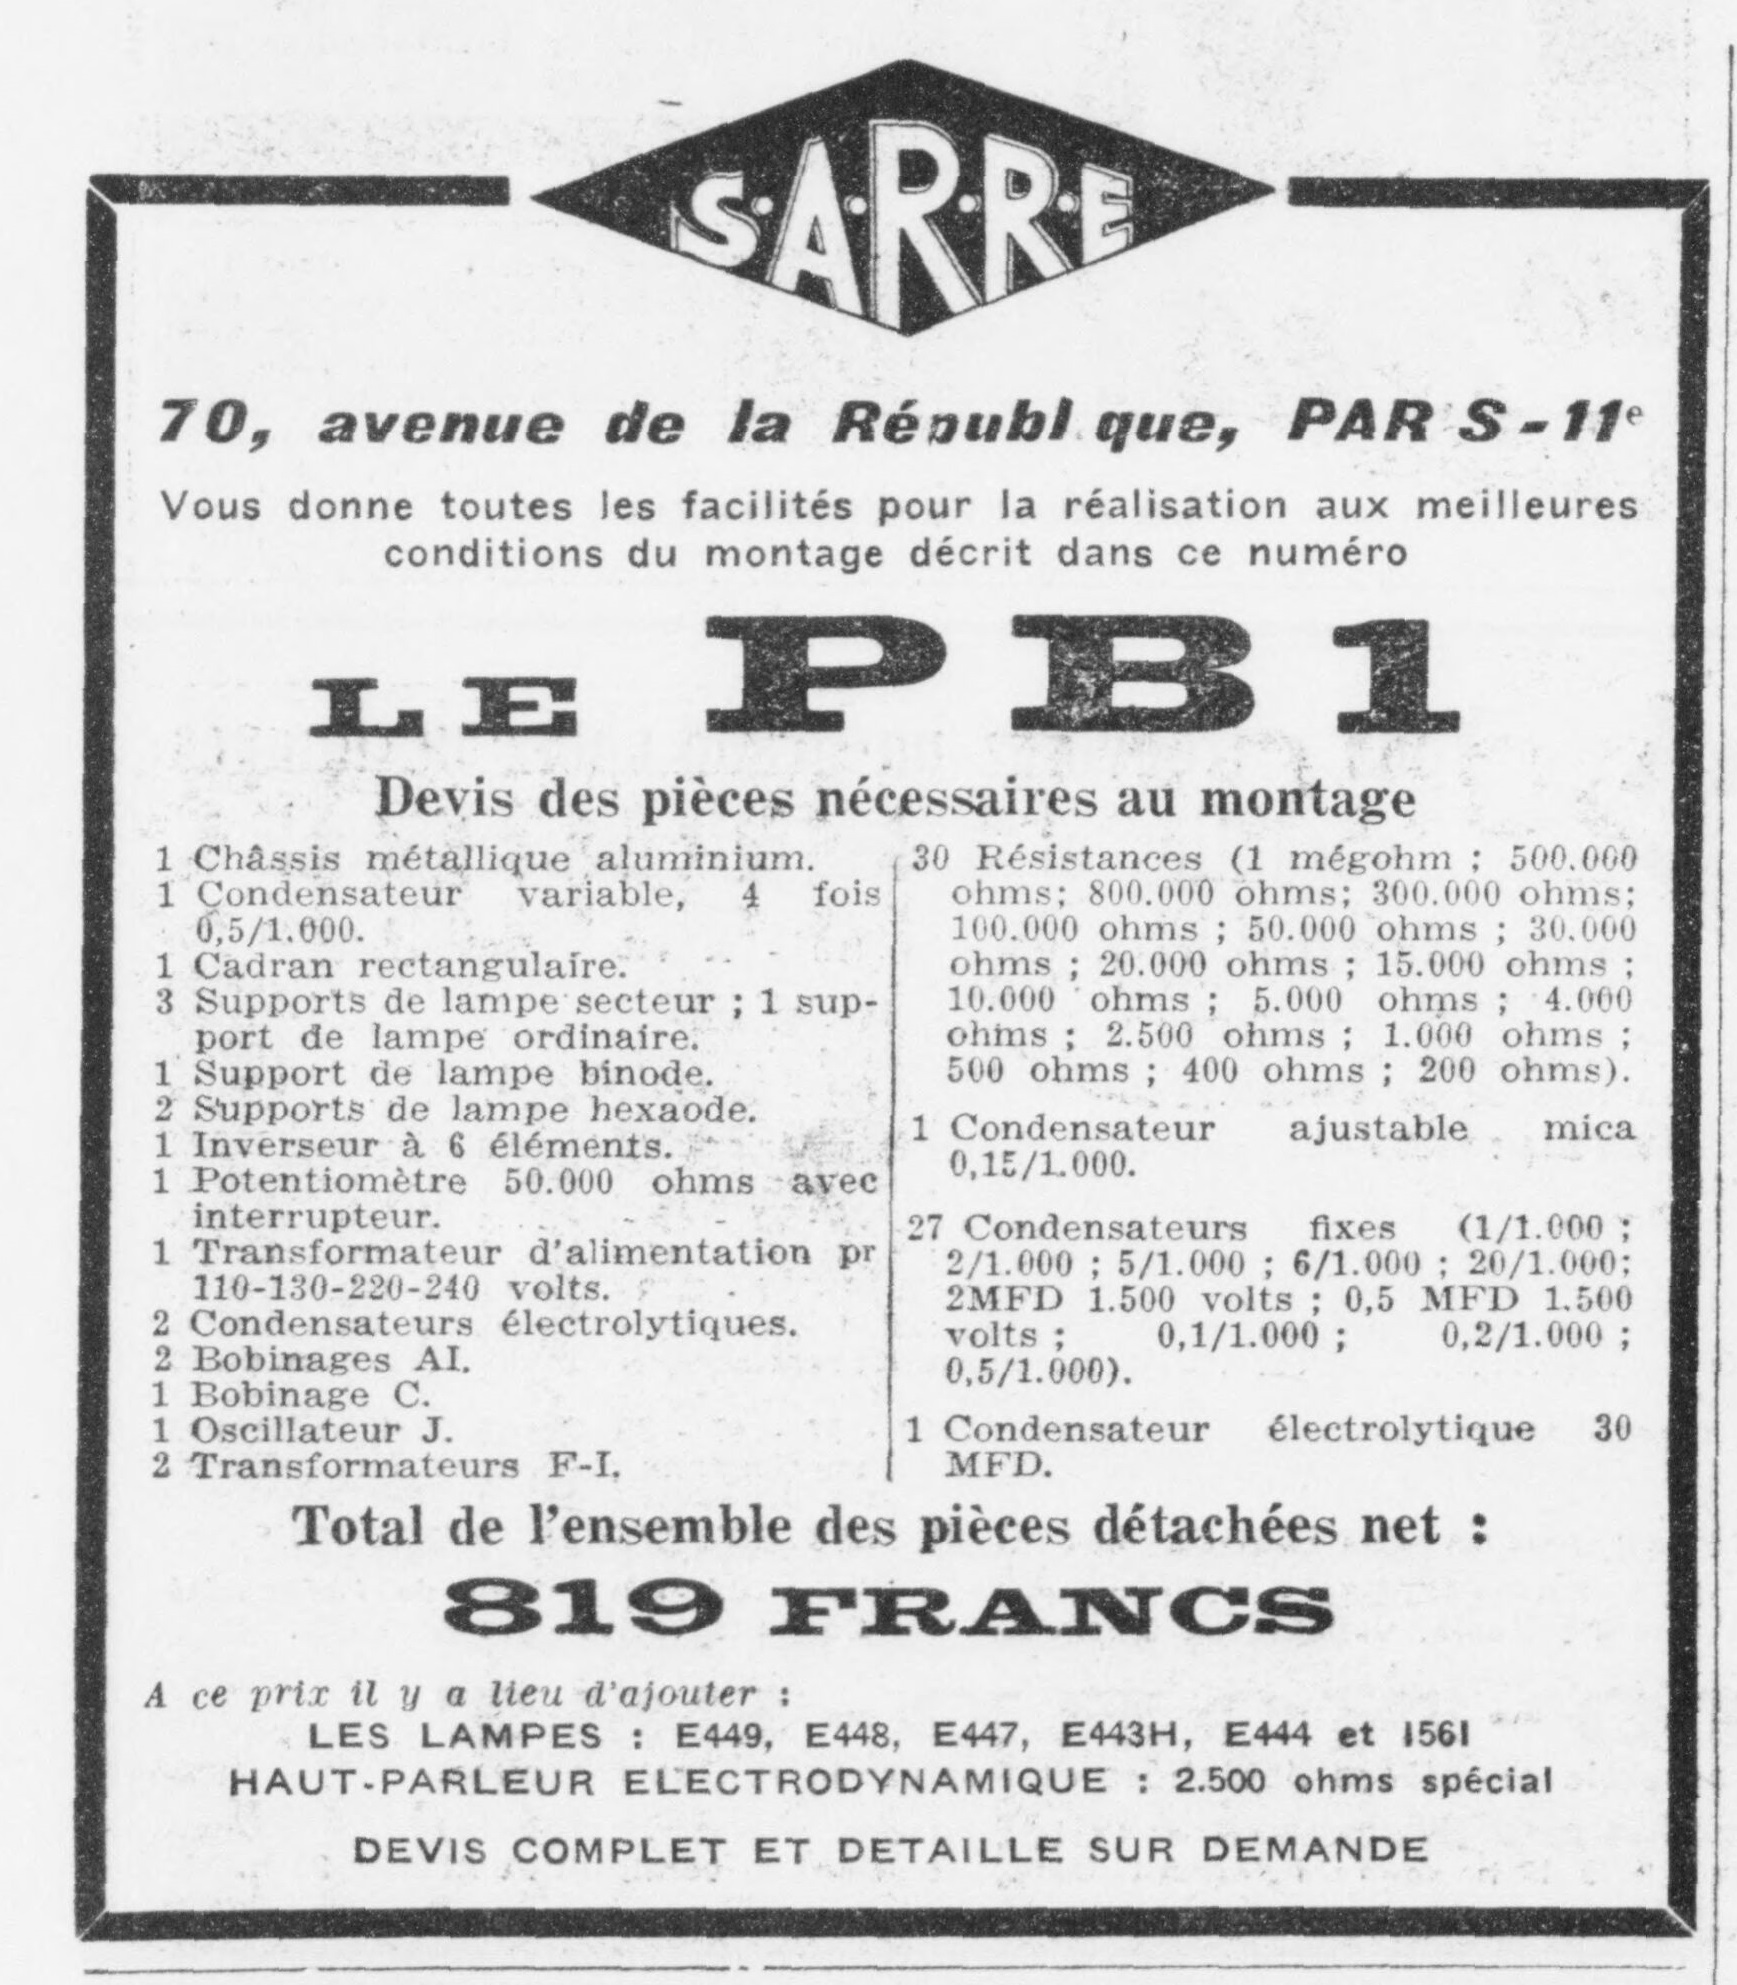 S.A.R.R.E
70, avenue de la République, PARIS-11e
Vous donne toutes les facilités pour la réalisation aux meilleures
conditions du montage décrit dans ce numéro
LE PB1
Devis des pièces nécessaires au montage
1 Châssis métallique aluminium.
1 Condensateur variable, 4 fois
0,5/1.000.
1 Cadran rectangulaire.
3 Supports de lampe secteur ; 1 sup-
port de lampe ordinaire.
1 Support de lampe binode.
2 Supports de lampe hexaode.
1 Inverseur à 6 éléments.
1 Potentiomètre 50.000 ohms avec
interrupteur.
1 Transformateur d'alimentation pr
110-130-220-240 volts.
2 Condensateurs électrolytiques.
2 Bobinages AI.
1 Bobinage C.
1 Oscillateur J.
2 Transformateurs F-I.
30 Résistances (1 mégohm ; 500.000
ohms; 800.000 ohms; 300.000 ohms;
100.000 ohms ; 50.000 ohms ; 30.000
ohms ; 20.000 ohms ; 15.000 ohms ;
10.000 ohms ; 5.000 ohms ; 4.000
ohms ; 2.500 ohms ; 1.000 ohms ;
500 ohms ; 400 ohms ; 200 ohms).
1 Condensateur ajustable mica
0,15/1.000.
27 Condensateurs fixes (1/1.000 ;
2/1.000 ; 5/1.000 ; 6/1.000 ; 20/1.000;
2MFD 1.500 volts ; 0,5 MFD 1.500
volts ; 0,1/1.000 ; 0,2/1.000 ;
0,5/1.000).
1 Condensateur électrolytique 30
MFD.
Total de l'ensemble des pièces détachées net :
819 FRANCS
A ce prix il y a lieu d'ajouter :
LES LAMPES : E449, E448, E447, E443H, E444 et 1561
HAUT-PARLEUR ELECTRODYNAMIQUE : 2.500 ohms spécial
DEVIS COMPLET ET DETAILLE SUR DEMANDE